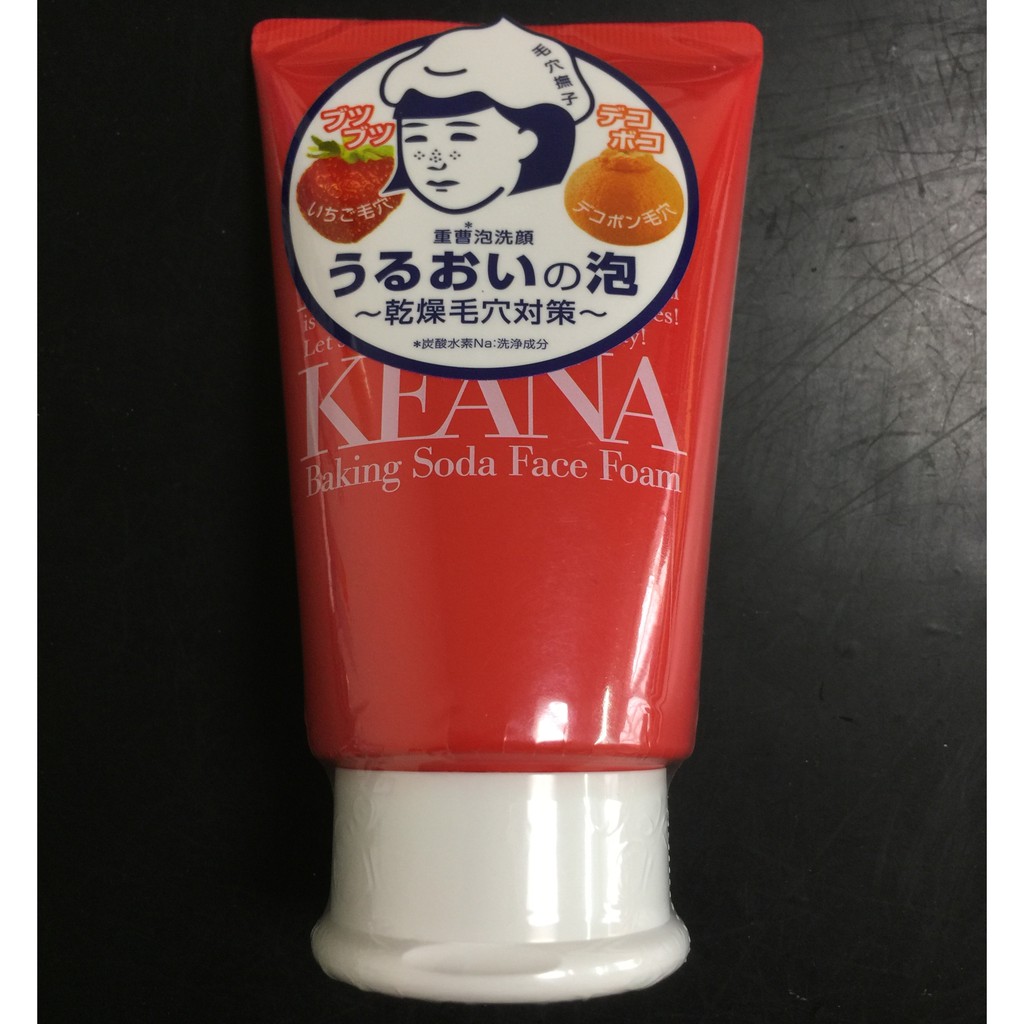 毛穴撫子
ブツ
ブツ
デコ
ボコ
いちご毛穴
デコポン毛穴
重曹*泡洗顔
うるおいの泡
～乾燥毛穴対策～
*炭酸水素Na:洗浄成分
is
Let's
KEANA
Baking Soda Face Foam